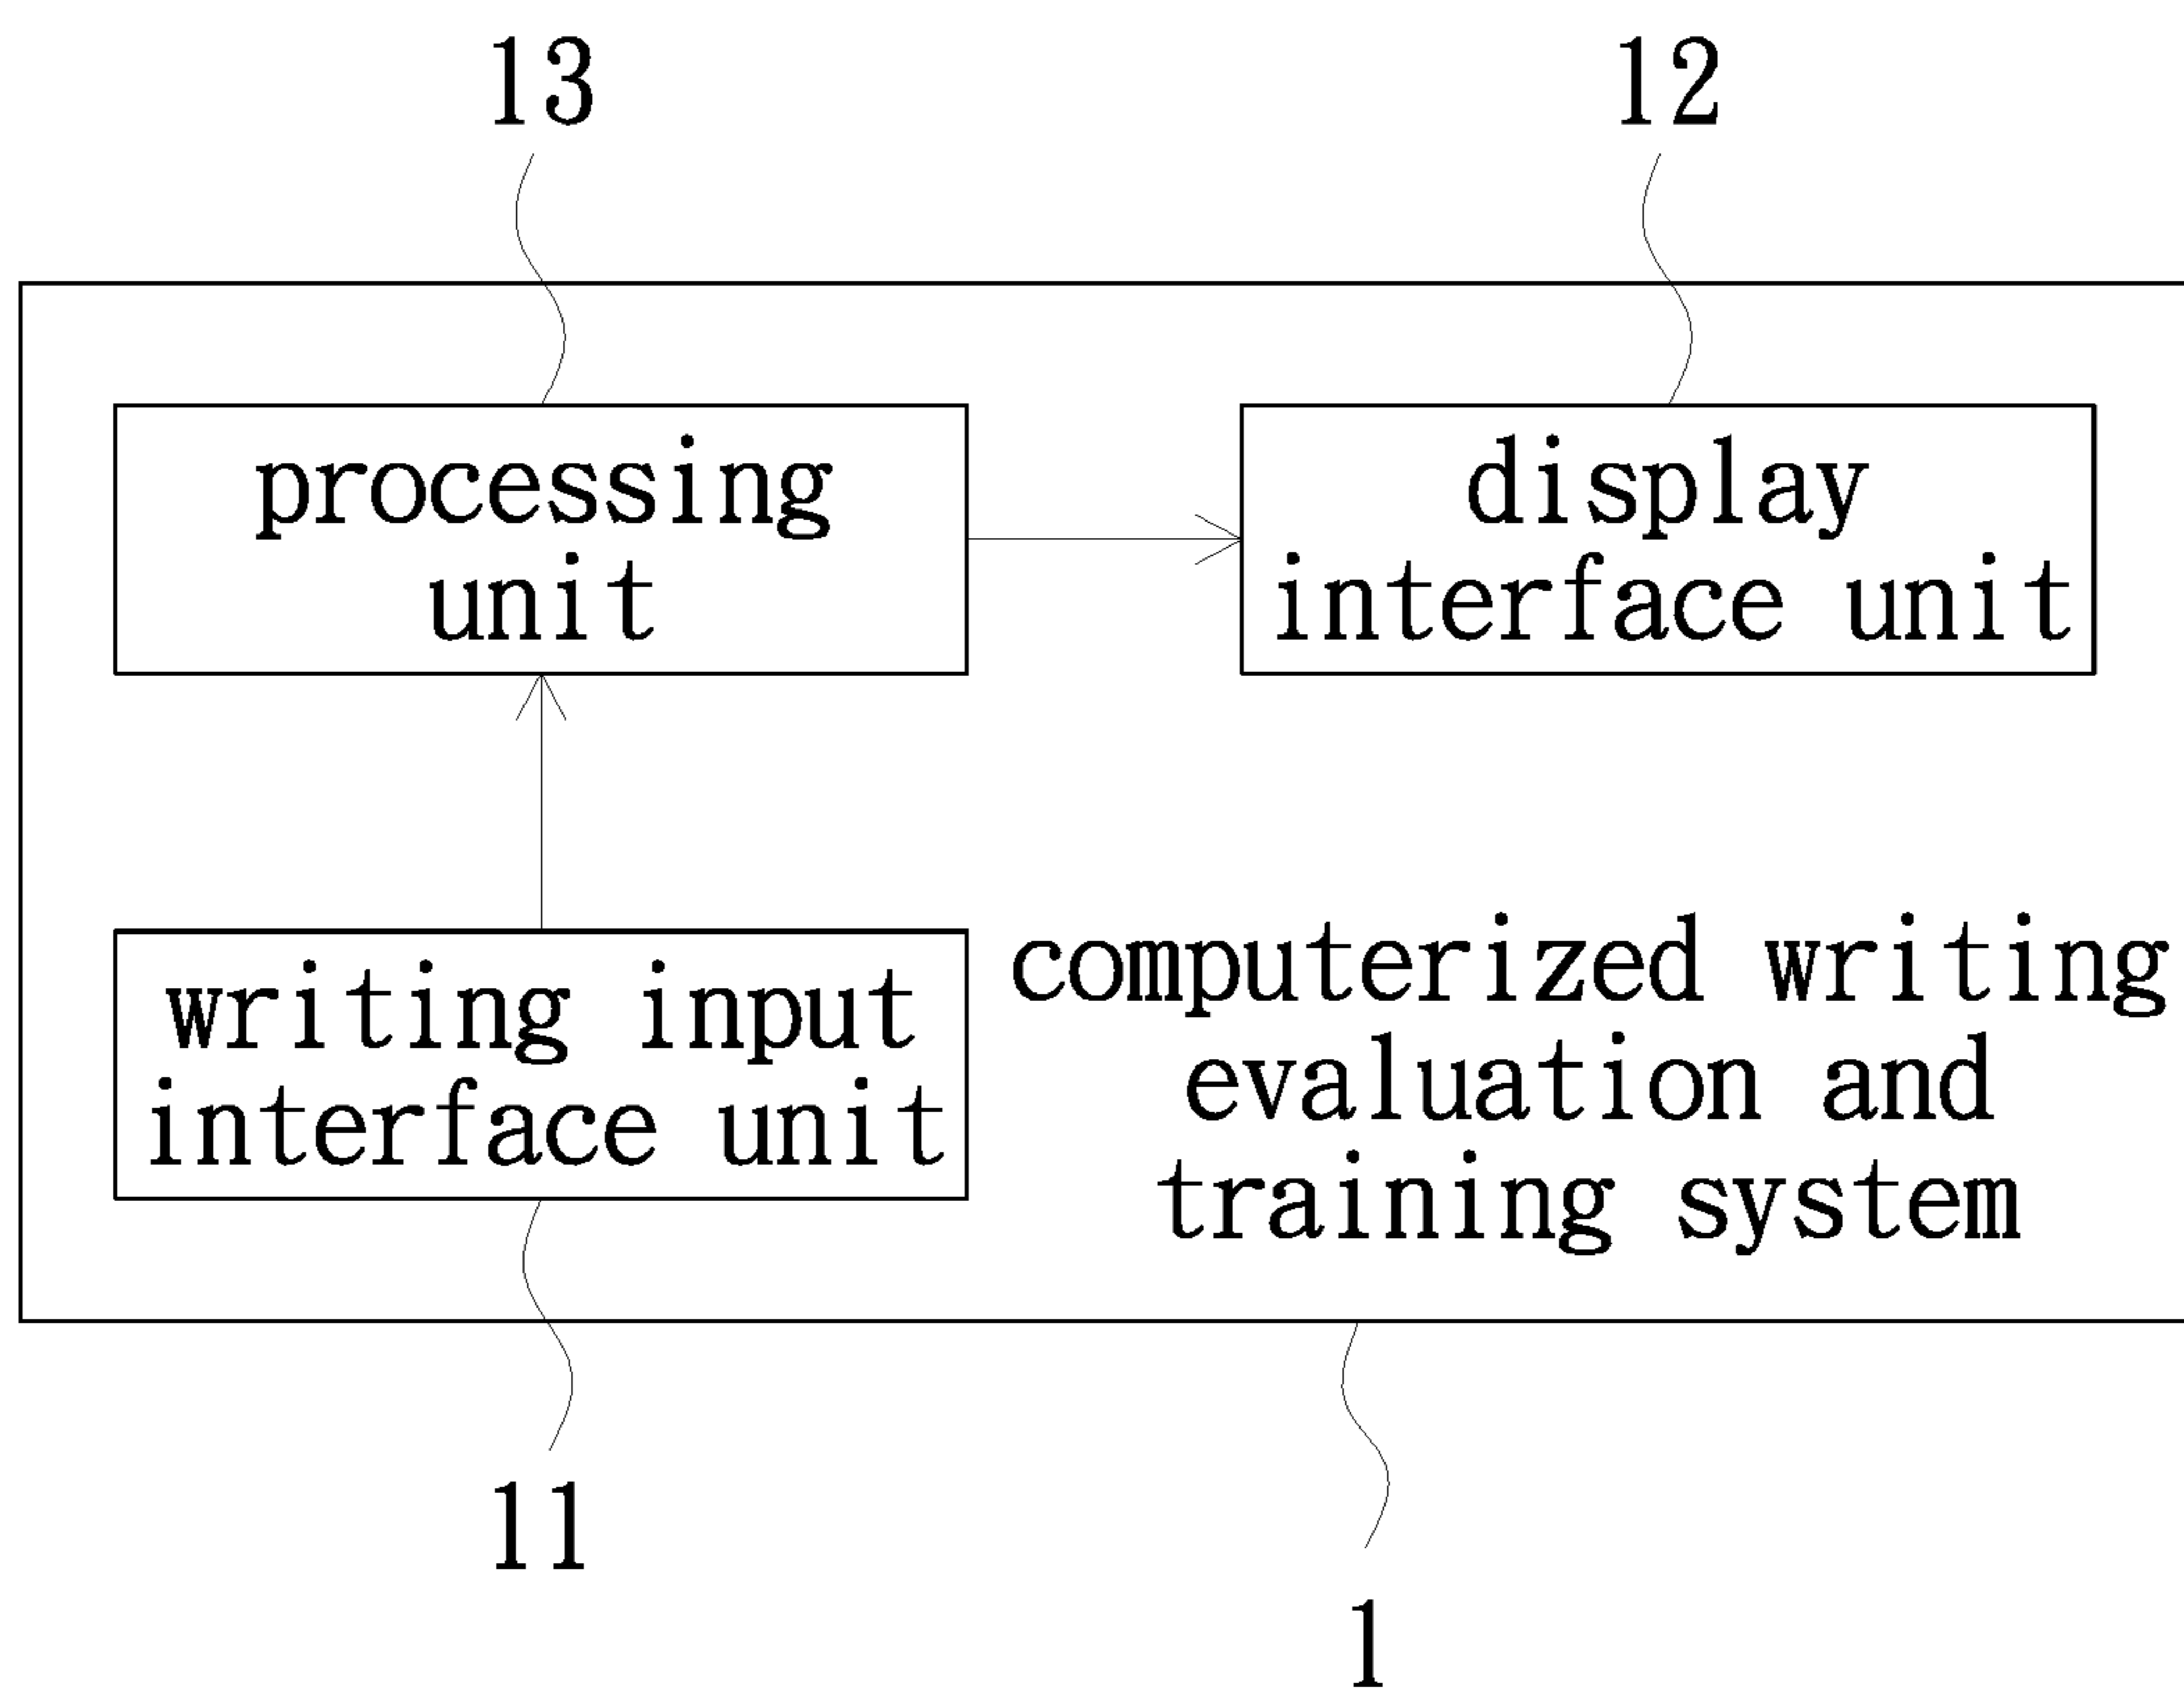 13
12
processing
unit
display
interface unit
writing input
interface unit
computerized writing
evaluation and
training system
11
1